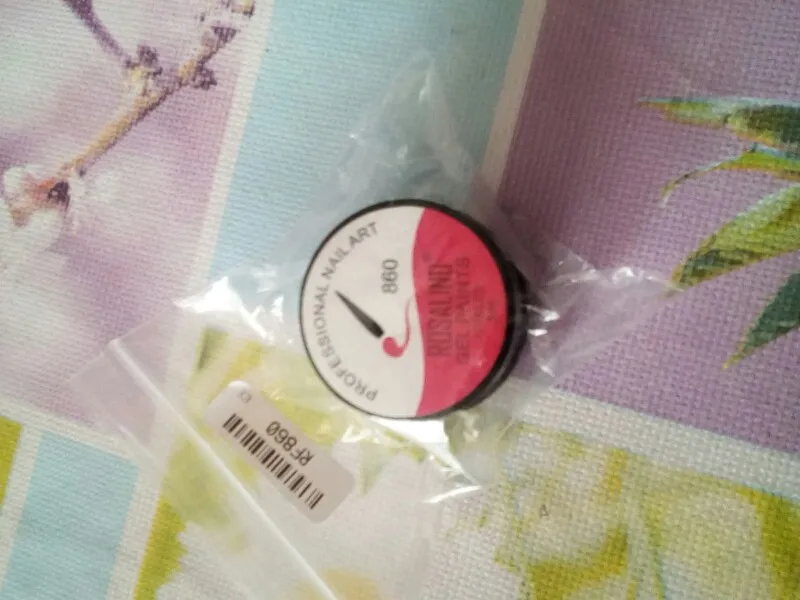 PROFESSIONAL NAIL ART
860
ROSALIND®
GEL PAINTS
RF860